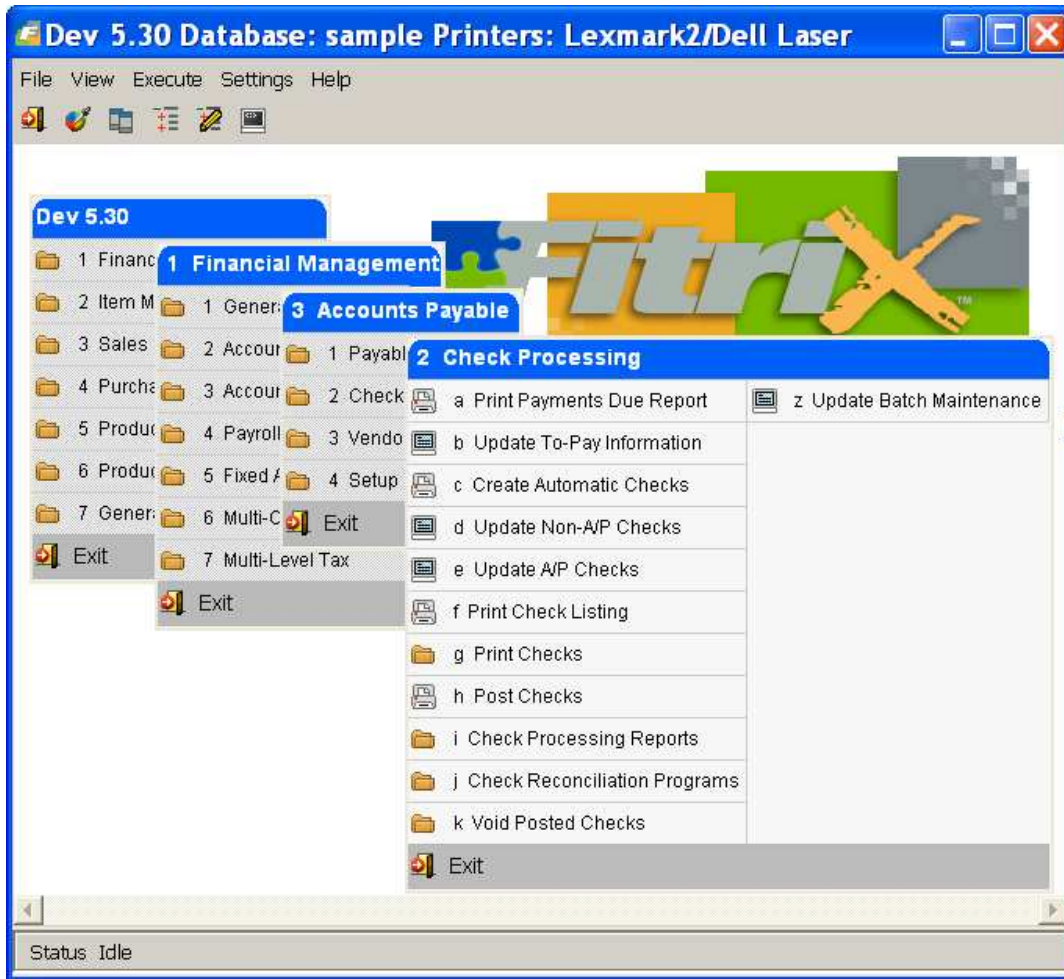 Dev 5.30 Database: sample Printers: Lexmark2/Dell Laser
File View Execute Settings Help
Fitrix
TM
Dev 5.30
1 Financ
2 Item M
3 Sales
4 Purcha
5 Produc
6 Produc
7 Genera
Exit
1 Financial Management
1 Genera
2 Accoun
3 Accoun
4 Payroll
5 Fixed A
6 Multi-C
7 Multi-Level Tax
Exit
3 Accounts Payable
1 Payabl
2 Check
3 Vendo
4 Setup
Exit
2 Check Processing
a Print Payments Due Report
b Update To-Pay Information
c Create Automatic Checks
d Update Non-A/P Checks
e Update A/P Checks
f Print Check Listing
g Print Checks
h Post Checks
i Check Processing Reports
j Check Reconciliation Programs
k Void Posted Checks
z Update Batch Maintenance
Exit
Status Idle